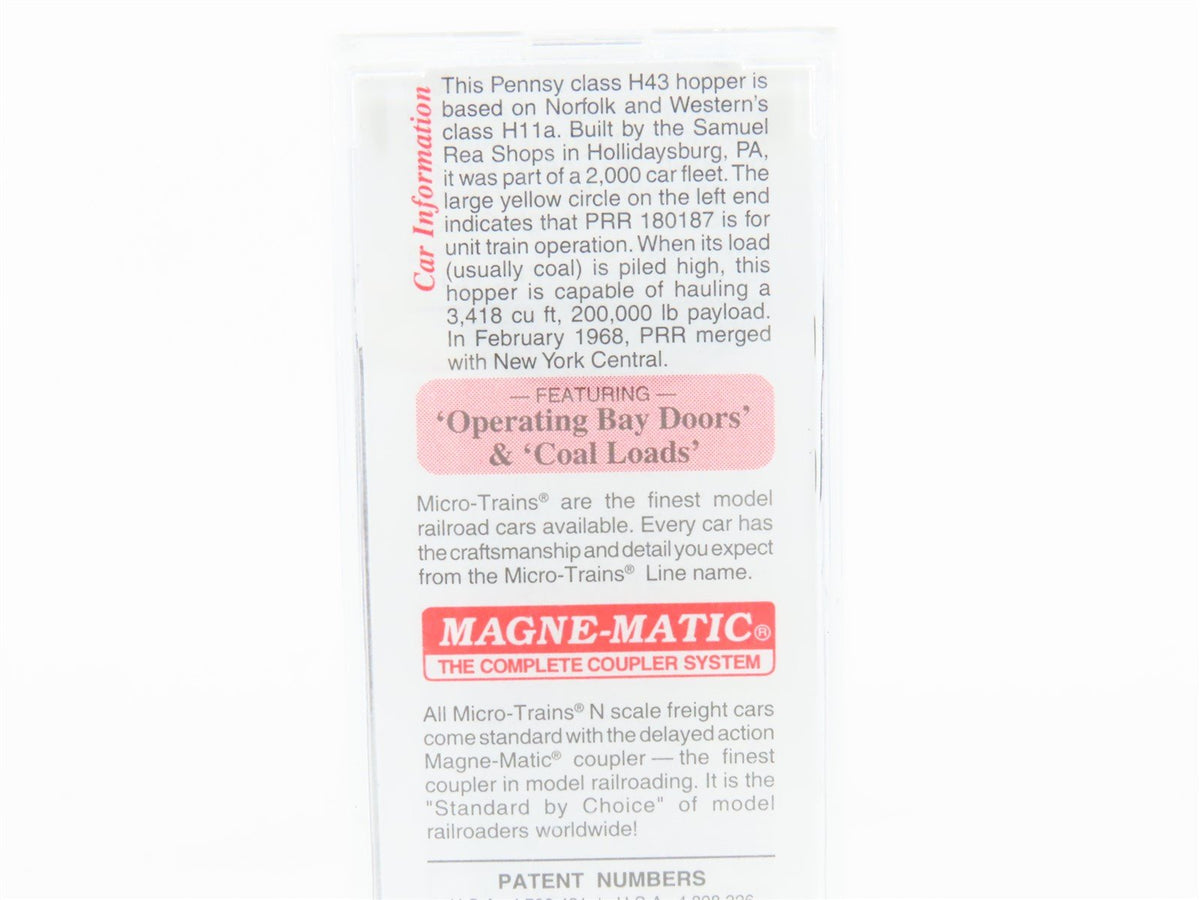 Car Information
This Pennsy class H43 hopper is
based on Norfolk and Western's
class H11a. Built by the Samuel
Rea Shops in Hollidaysburg, PA,
it was part of a 2,000 car fleet. The
large yellow circle on the left end
indicates that PRR 180187 is for
unit train operation. When its load
(usually coal) is piled high, this
hopper is capable of hauling a
3,418 cu ft, 200,000 lb payload.
In February 1968, PRR merged
with New York Central.
— FEATURING —
'Operating Bay Doors'
& 'Coal Loads'
Micro-Trains® are the finest model
railroad cars available. Every car has
the craftsmanship and detail you expect
from the Micro-Trains® Line name.
MAGNE-MATIC®
THE COMPLETE COUPLER SYSTEM
All Micro-Trains® N scale freight cars
come standard with the delayed action
Magne-Matic® coupler — the finest
coupler in model railroading. It is the
"Standard by Choice" of model
railroaders worldwide!
PATENT NUMBERS